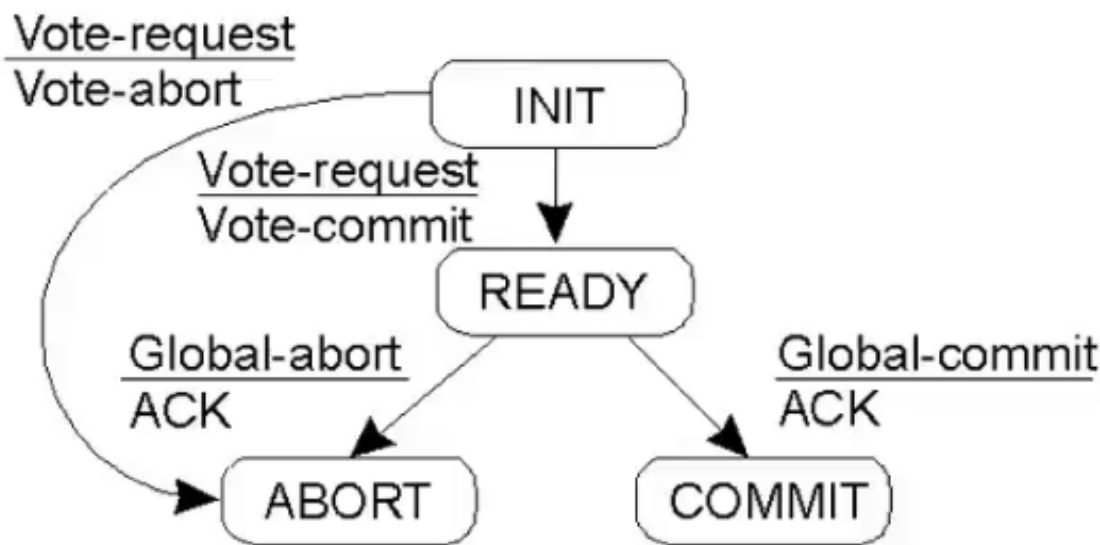 Vote-request
Vote-abort
INIT
Vote-request
Vote-commit
READY
Global-abort
ACK
Global-commit
ACK
ABORT
COMMIT